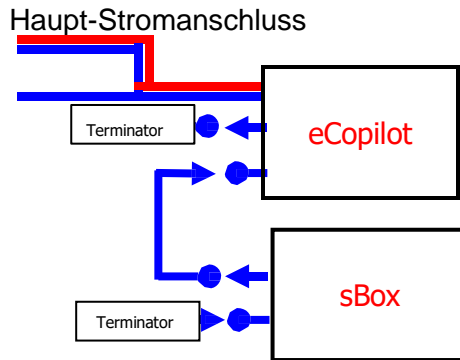 Haupt-Stromanschluss
Terminator
eCopilot
sBox
Terminator